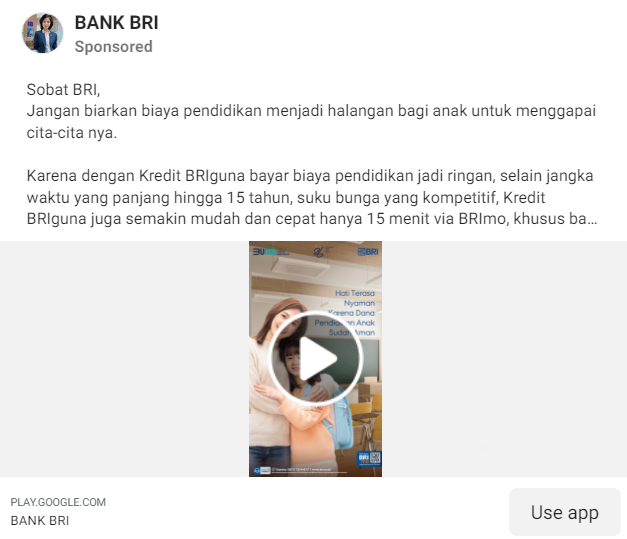 BANK BRI
Sponsored
Sobat BRI,
Jangan biarkan biaya pendidikan menjadi halangan bagi anak untuk menggapai
cita-cita nya.
Karena dengan Kredit BRIguna bayar biaya pendidikan jadi ringan, selain jangka
waktu yang panjang hingga 15 tahun, suku bunga yang kompetitif, Kredit
BRIguna juga semakin mudah dan cepat hanya 15 menit via BRImo, khusus ba...
BRI
Hati Terasa
Nyaman
Karena Dana
Pendidikan Anak
Sudah Aman
BRI
PLAY.GOOGLE.COM
BANK BRI
Use app